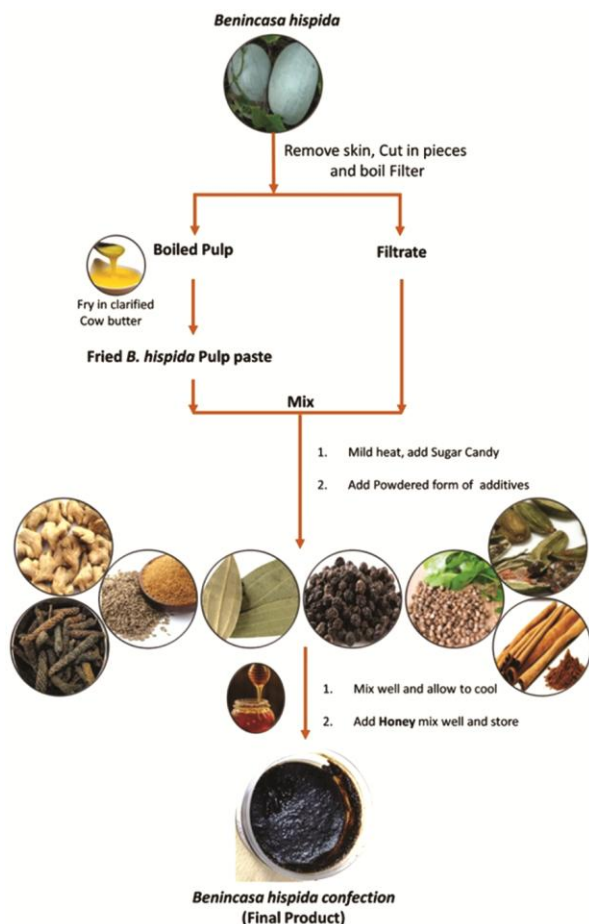 Benincasa hispida
Remove skin, Cut in pieces
and boil Filter
Boiled Pulp
Filtrate
Fry in clarified
Cow butter
Fried B. hispida Pulp paste
Mix
1. Mild heat, add Sugar Candy
2. Add Powdered form of additives
1. Mix well and allow to cool
2. Add Honey mix well and store
Benincasa hispida confection
(Final Product)